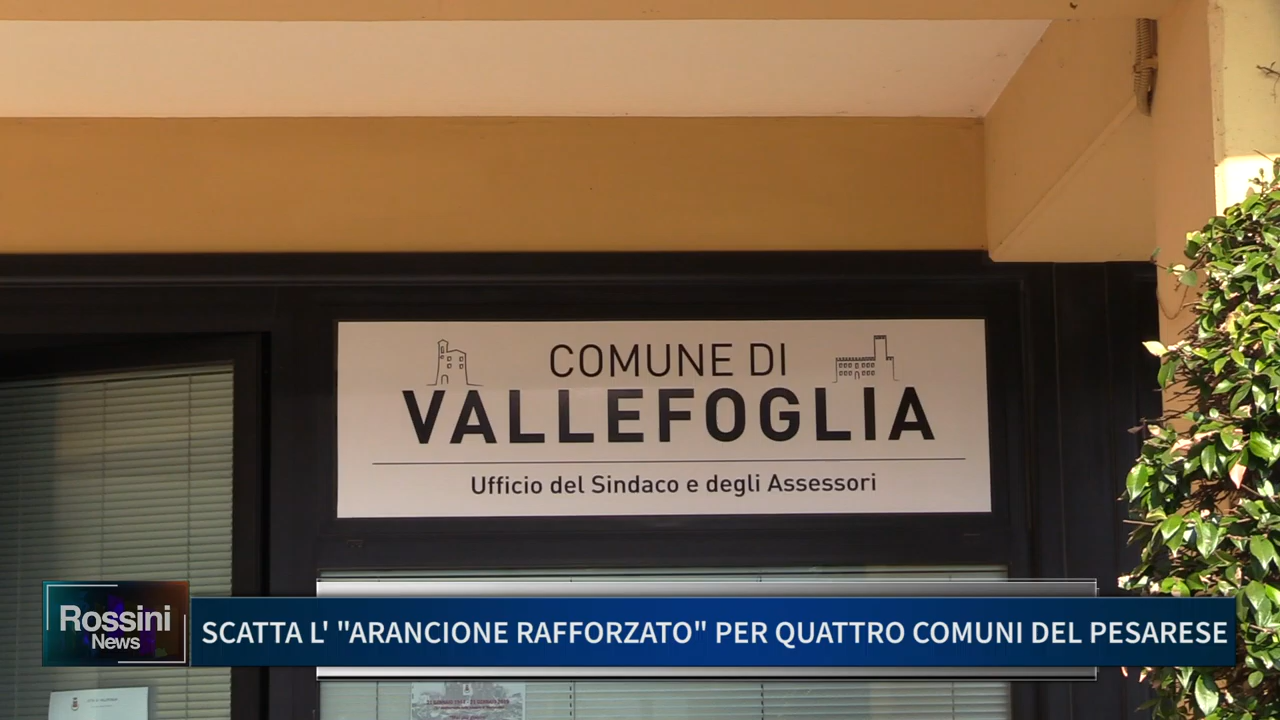 COMUNE DI
VALLEFOGLIA
Ufficio del Sindaco e degli Assessori
Rossini
News
SCATTA L' "ARANCIONE RAFFORZATO" PER QUATTRO COMUNI DEL PESARESE